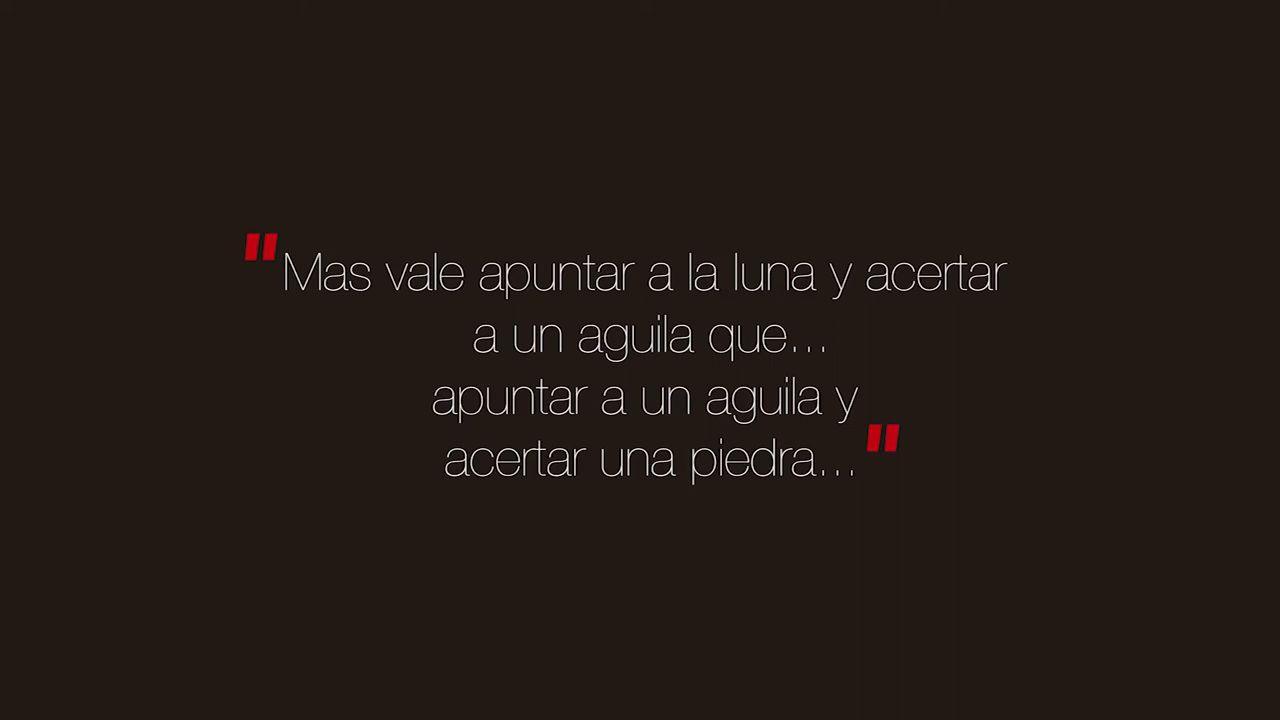 "Mas vale apuntar a la luna y acertar
a un aguila que...
apuntar a un aguila y
acertar una piedra..."